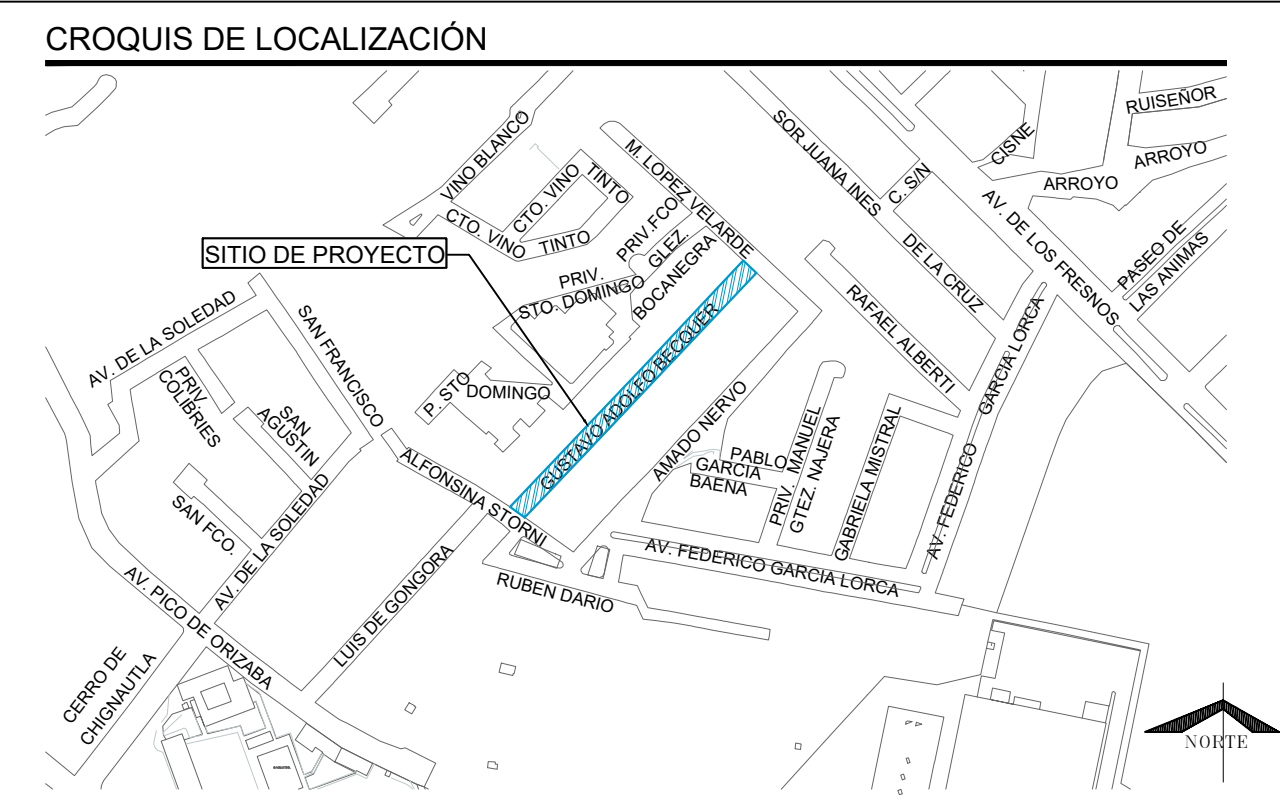 CROQUIS DE LOCALIZACIÓN
RUISEÑOR
CISNE
ARROYO
ARROYO
VINO BLANCO
M. LOPEZ VELARDE
SOR JUANA INES
DE LA CRUZ
C. S/N
AV. DE LOS FRESNOS
PASEO DE
LAS ANIMAS
CTO. VINO
TINTO
CTO. VINO
TINTO
PRIV.FCO
GLEZ.
BOCANEGRA
SITIO DE PROYECTO
PRIV.
STO. DOMINGO
RAFAEL ALBERTI
AV. DE LA SOLEDAD
SAN FRANCISCO
GUSTAVO ADOLFO BECQUER
GARCIA LORCA
AV. FEDERICO
P. STO
DOMINGO
AMADO NERVO
PRIV.
COLIBRIES
SAN
AGUSTIN
ALFONSINA STORNI
PABLO
GARCIA
BAENA
PRIV. MANUEL
GTEZ. NAJERA
GABRIELA MISTRAL
SAN FCO.
AV. DE LA SOLEDAD
AV. FEDERICO GARCIA LORCA
RUBEN DARIO
LUIS DE GONGORA
AV. PICO DE ORIZABA
CERRO DE
CHIGNAUTLA
NORTE